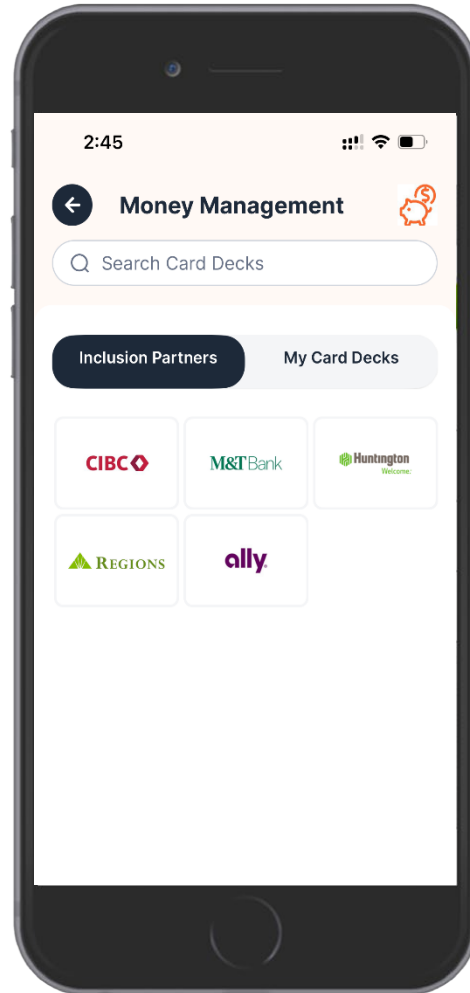 2:45
Money Management
Search Card Decks
Inclusion Partners
My Card Decks
CIBC
M&T Bank
Huntington
Welcome.
REGIONS
ally